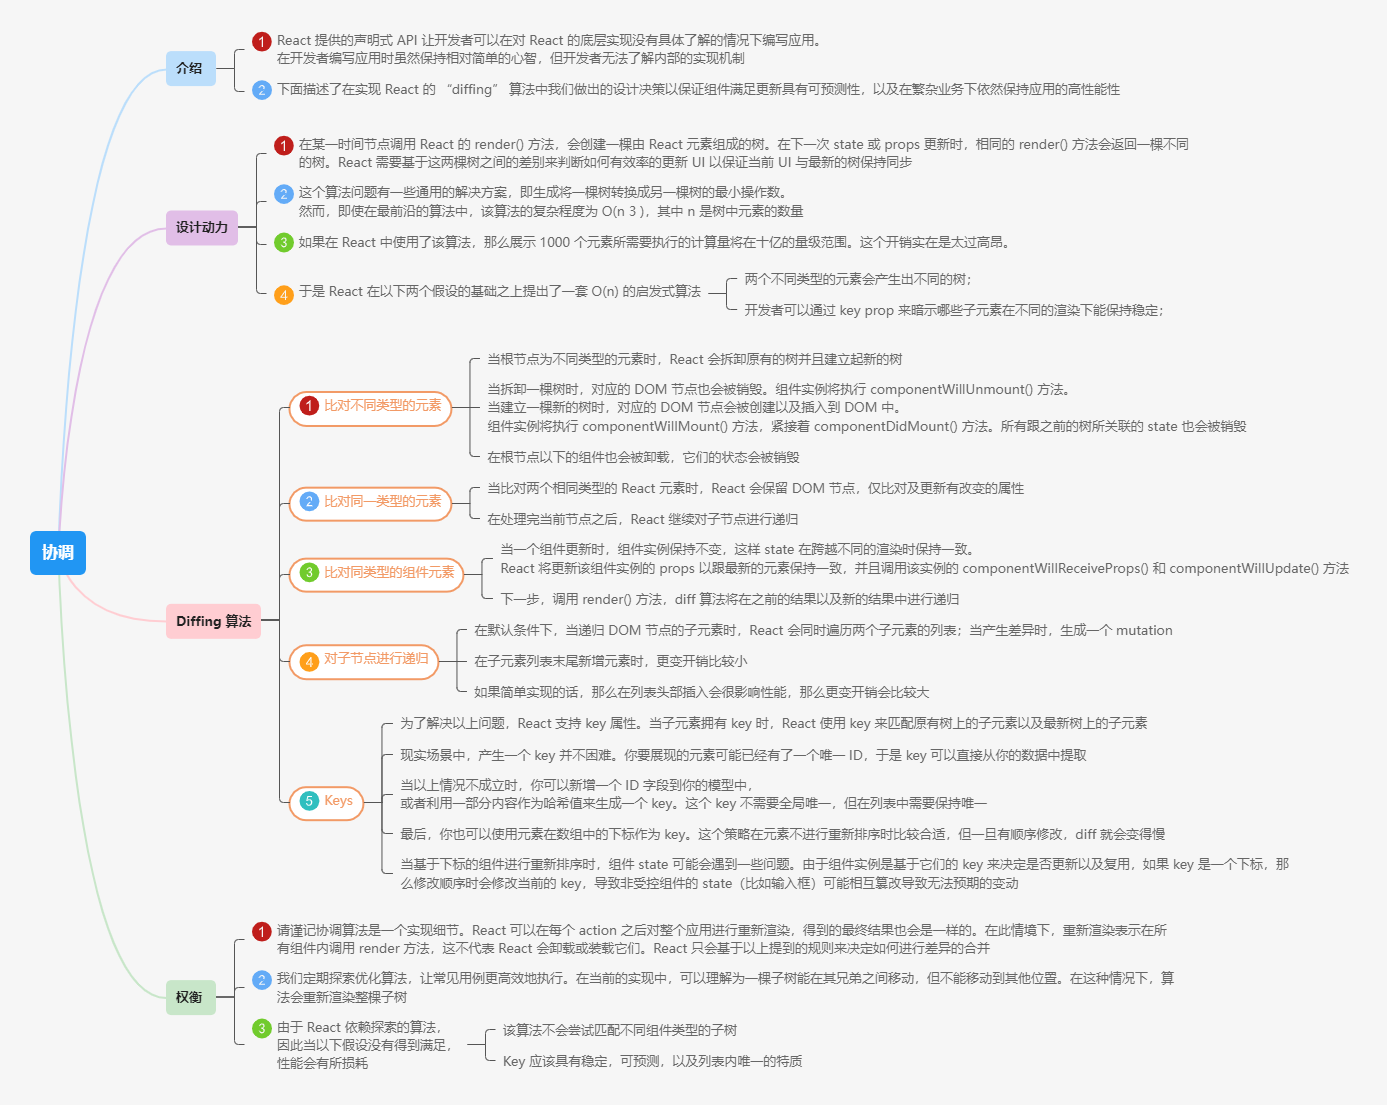 协调
介绍
1
React 提供的声明式 API 让开发者可以在对 React 的底层实现没有具体了解的情况下编写应用。
在开发者编写应用时虽然保持相对简单的心智，但开发者无法了解内部的实现机制
2
下面描述了在实现 React 的 “diffing” 算法中我们做出的设计决策以保证组件满足更新具有可预测性，以及在繁杂业务下依然保持应用的高性能性
设计动力
1
在某一时间节点调用 React 的 render() 方法，会创建一棵由 React 元素组成的树。在下一次 state 或 props 更新时，相同的 render() 方法会返回一棵不同
的树。React 需要基于这两棵树之间的差别来判断如何有效率的更新 UI 以保证当前 UI 与最新的树保持同步
2
这个算法问题有一些通用的解决方案，即生成将一棵树转换成另一棵树的最小操作数。
然而，即使在最前沿的算法中，该算法的复杂程度为 O(n 3 )，其中 n 是树中元素的数量
3
如果在 React 中使用了该算法，那么展示 1000 个元素所需要执行的计算量将在十亿的量级范围。这个开销实在是太过高昂。
4
于是 React 在以下两个假设的基础之上提出了一套 O(n) 的启发式算法
两个不同类型的元素会产生出不同的树；
开发者可以通过 key prop 来暗示哪些子元素在不同的渲染下能保持稳定；
Diffing 算法
1
比对不同类型的元素
当根节点为不同类型的元素时，React 会拆卸原有的树并且建立起新的树
当拆卸一棵树时，对应的 DOM 节点也会被销毁。组件实例将执行 componentWillUnmount() 方法。
当建立一棵新的树时，对应的 DOM 节点会被创建以及插入到 DOM 中。
组件实例将执行 componentWillMount() 方法，紧接着 componentDidMount() 方法。所有跟之前的树所关联的 state 也会被销毁
在根节点以下的组件也会被卸载，它们的状态会被销毁
2
比对同一类型的元素
当比对两个相同类型的 React 元素时，React 会保留 DOM 节点，仅比对及更新有改变的属性
在处理完当前节点之后，React 继续对子节点进行递归
3
比对同类型的组件元素
当一个组件更新时，组件实例保持不变，这样 state 在跨越不同的渲染时保持一致。
React 将更新该组件实例的 props 以跟最新的元素保持一致，并且调用该实例的 componentWillReceiveProps() 和 componentWillUpdate() 方法
下一步，调用 render() 方法，diff 算法将在之前的结果以及新的结果中进行递归
4
对子节点进行递归
在默认条件下，当递归 DOM 节点的子元素时，React 会同时遍历两个子元素的列表；当产生差异时，生成一个 mutation
在子元素列表末尾新增元素时，更变开销比较小
如果简单实现的话，那么在列表头部插入会很影响性能，那么更变开销会比较大
5
Keys
为了解决以上问题，React 支持 key 属性。当子元素拥有 key 时，React 使用 key 来匹配原有树上的子元素以及最新树上的子元素
现实场景中，产生一个 key 并不困难。你要展现的元素可能已经有了一个唯一 ID，于是 key 可以直接从你的数据中提取
当以上情况不成立时，你可以新增一个 ID 字段到你的模型中，
或者利用一部分内容作为哈希值来生成一个 key。这个 key 不需要全局唯一，但在列表中需要保持唯一
最后，你也可以使用元素在数组中的下标作为 key。这个策略在元素不进行重新排序时比较合适，但一旦有顺序修改，diff 就会变得慢
当基于下标的组件进行重新排序时，组件 state 可能会遇到一些问题。由于组件实例是基于它们的 key 来决定是否更新以及复用，如果 key 是一个下标，那
么修改顺序时会修改当前的 key，导致非受控组件的 state（比如输入框）可能相互篡改导致无法预期的变动
权衡
1
请谨记协调算法是一个实现细节。React 可以在每个 action 之后对整个应用进行重新渲染，得到的最终结果也会是一样的。在此情境下，重新渲染表示在所
有组件内调用 render 方法，这不代表 React 会卸载或装载它们。React 只会基于以上提到的规则来决定如何进行差异的合并
2
我们定期探索优化算法，让常见用例更高效地执行。在当前的实现中，可以理解为一棵子树能在其兄弟之间移动，但不能移动到其他位置。在这种情况下，算
法会重新渲染整棵子树
3
由于 React 依赖探索的算法，
因此当以下假设没有得到满足，
性能会有所损耗
该算法不会尝试匹配不同组件类型的子树
Key 应该具有稳定，可预测，以及列表内唯一的特质